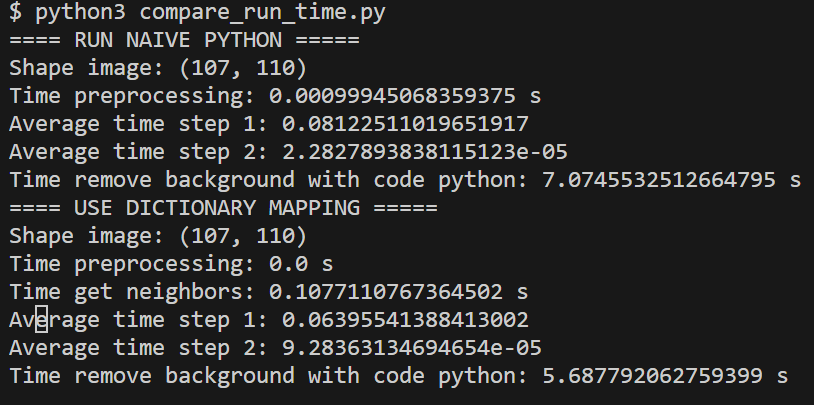 $ python3 compare_run_time.py
==== RUN NAIVE PYTHON =====
Shape image: (107, 110)
Time preprocessing: 0.00099945068359375 s
Average time step 1: 0.08122511019651917
Average time step 2: 2.2827893838115123e-05
Time remove background with code python: 7.0745532512664795 s
==== USE DICTIONARY MAPPING =====
Shape image: (107, 110)
Time preprocessing: 0.0 s
Time get neighbors: 0.1077110767364502 s
Average time step 1: 0.06395541388413002
Average time step 2: 9.28363134694654e-05
Time remove background with code python: 5.687792062759399 s